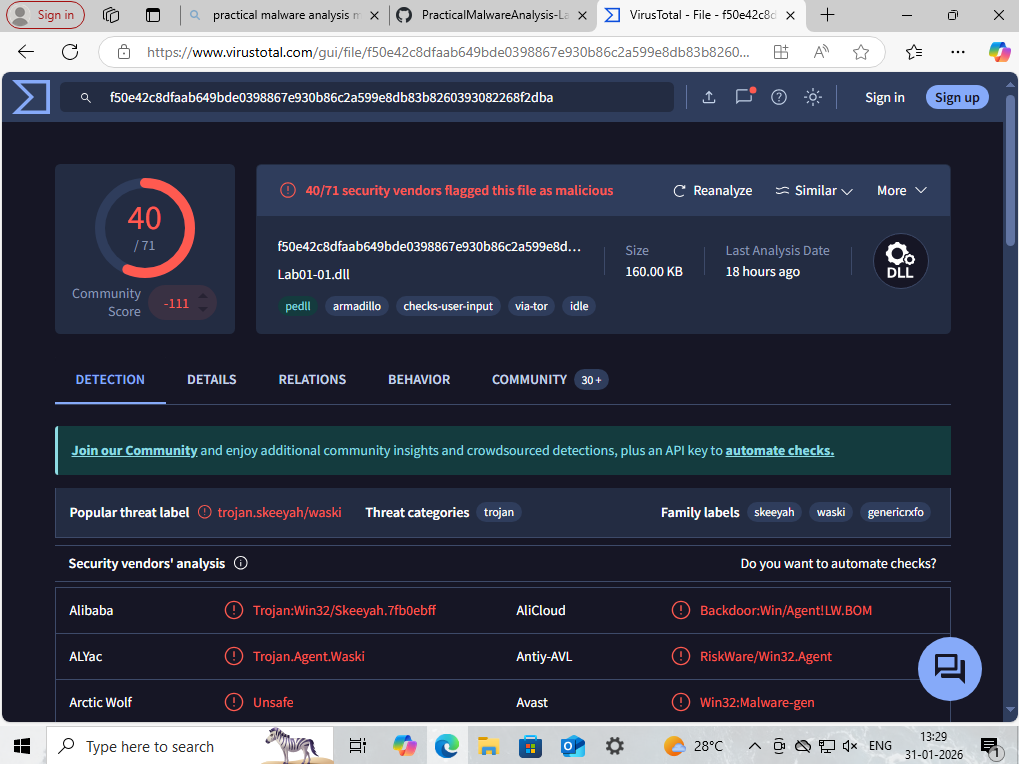 Sign in
practical malware analysis m
PracticalMalwareAnalysis-La
VirusTotal - File - f50e42c8d
https://www.virustotal.com/gui/file/f50e42c8dfaab649bde0398867e930b86c2a599e8db83b8260...
f50e42c8dfaab649bde0398867e930b86c2a599e8db83b8260393082268f2dba
Sign in
Sign up
40
/ 71
Community
Score
-111
40/71 security vendors flagged this file as malicious
Reanalyze
Similar
More
f50e42c8dfaab649bde0398867e930b86c2a599e8d...
Lab01-01.dll
Size
160.00 KB
Last Analysis Date
18 hours ago
DLL
pedll
armadillo
checks-user-input
via-tor
idle
DETECTION
DETAILS
RELATIONS
BEHAVIOR
COMMUNITY
30+
Join our Community and enjoy additional community insights and crowdsourced detections, plus an API key to automate checks.
Popular threat label
trojan.skeeyah/waski
Threat categories
trojan
Family labels
skeeyah
waski
genericrxfo
Security vendors' analysis
Do you want to automate checks?
Alibaba
Trojan:Win32/Skeeyah.7fb0ebff
AliCloud
Backdoor:Win/Agent!LW.BOM
ALYac
Trojan.Agent.Waski
Antiy-AVL
RiskWare/Win32.Agent
Arctic Wolf
Unsafe
Avast
Win32:Malware-gen
Type here to search
28°C
ENG
13:29
31-01-2026
1